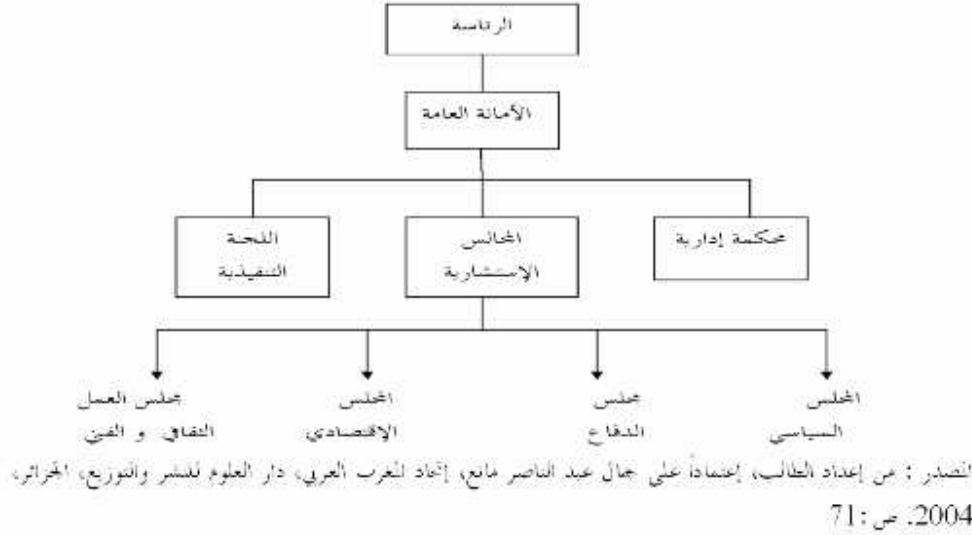 الرئاسة
الأمانة العامة
محكمة إدارية
المجالس
الإستشارية
اللجنة
التنفيذية
المجلس
السياسي
مجلس
الدفاع
المجلس
الإقتصادي
مجلس العمل
الثقافي و الفني
المصدر : من إعداد الطالب، إعتماداً على جمال عبد الناصر مانع، إتحاد المغرب العربي، دار العلوم للنشر والتوزيع، الجزائر،
2004. ص:71